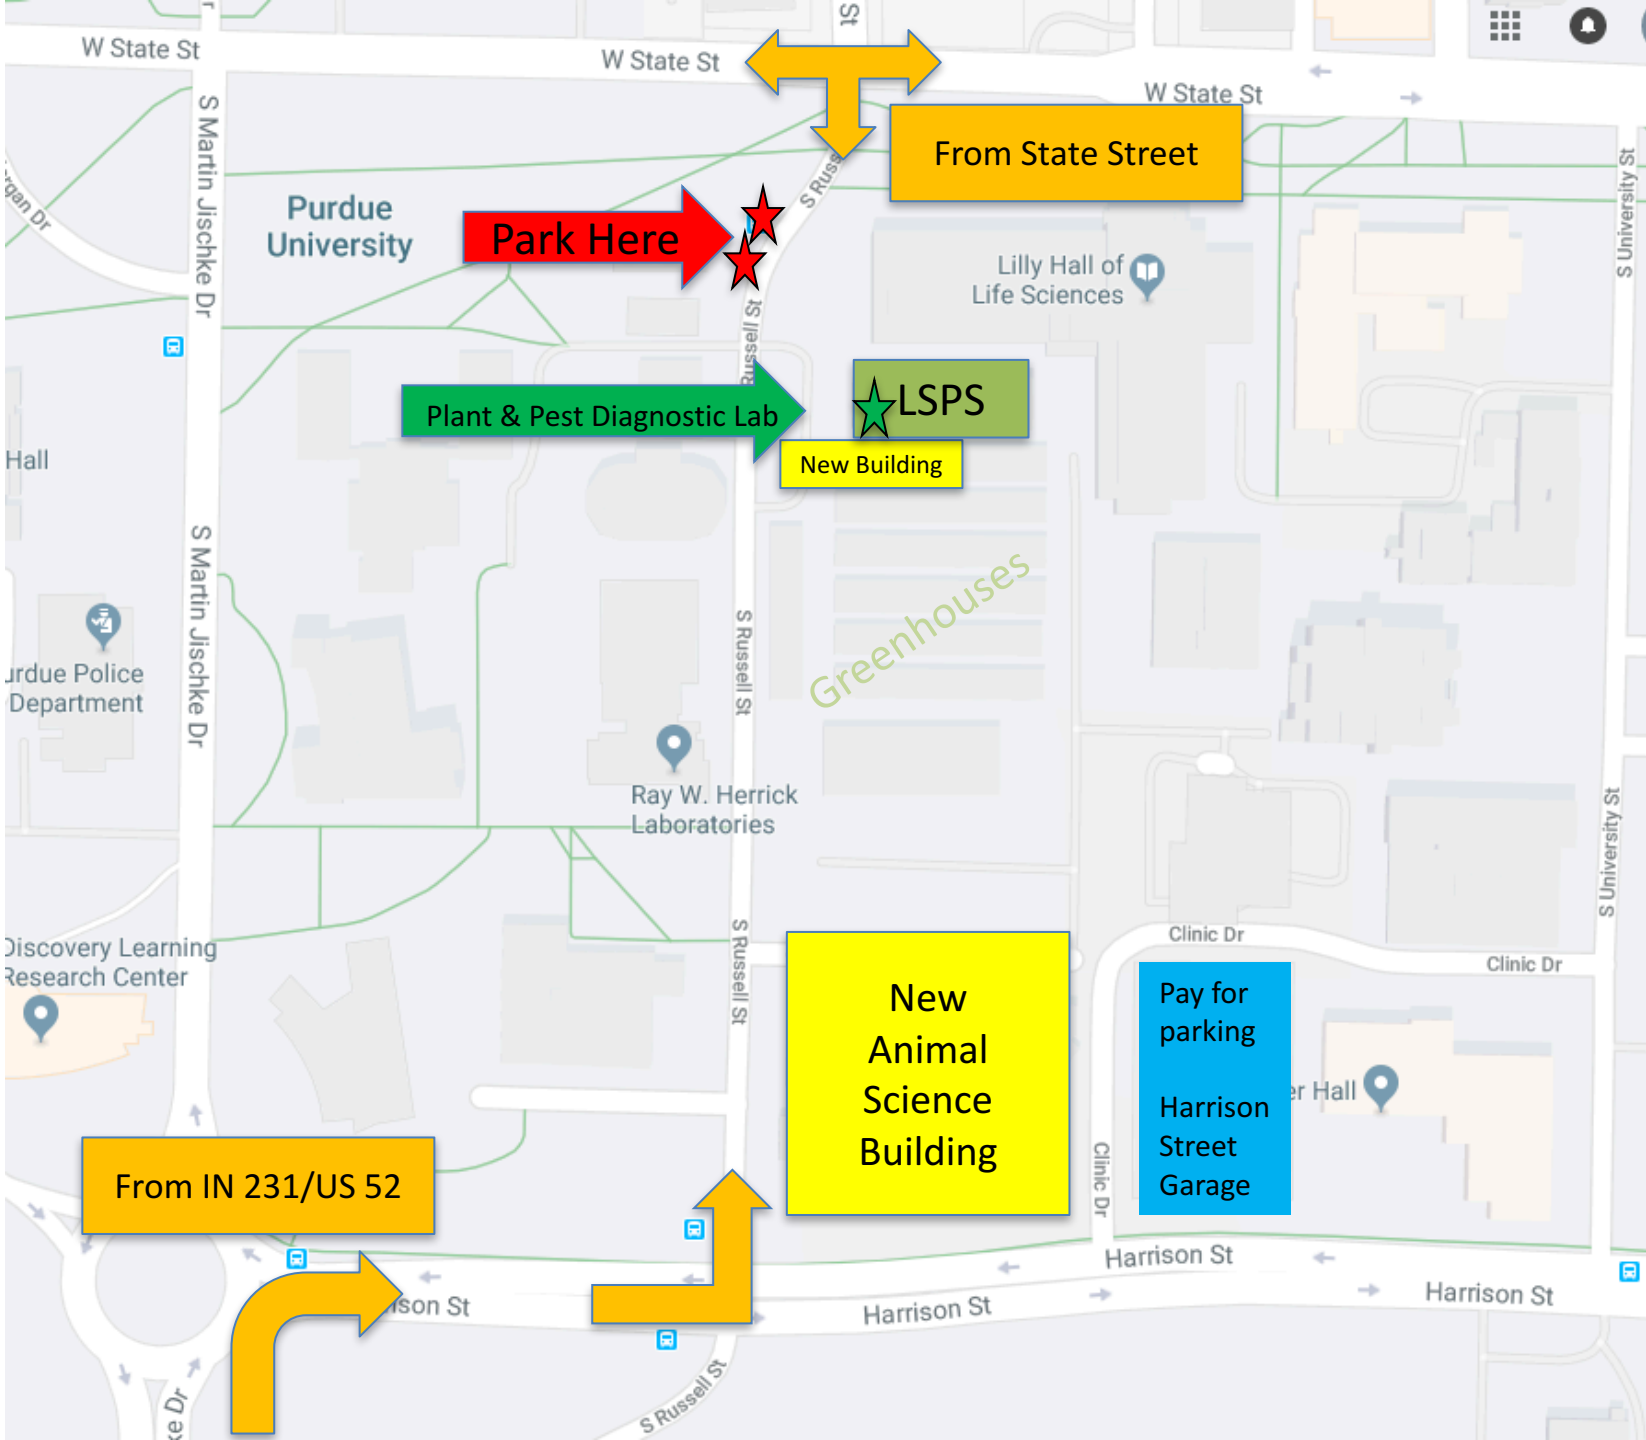 St
W State St
W State St
W State St
From State Street
S Martin Jischke Dr
S Russ
S University St
Purdue
University
Park Here
Lilly Hall of
Life Sciences
Russell St
Plant & Pest Diagnostic Lab
LSPS
New Building
Hall
S Martin Jischke Dr
Greenhouses
S Russell St
urdue Police
Department
Ray W. Herrick
Laboratories
S University St
S Russell St
Discovery Learning
Research Center
Clinic Dr
Clinic Dr
New
Animal
Science
Building
Pay for
parking
Harrison
Street
Garage
er Hall
Clinic Dr
From IN 231/US 52
Harrison St
ison St
Harrison St
Harrison St
S Russell St
ke Dr